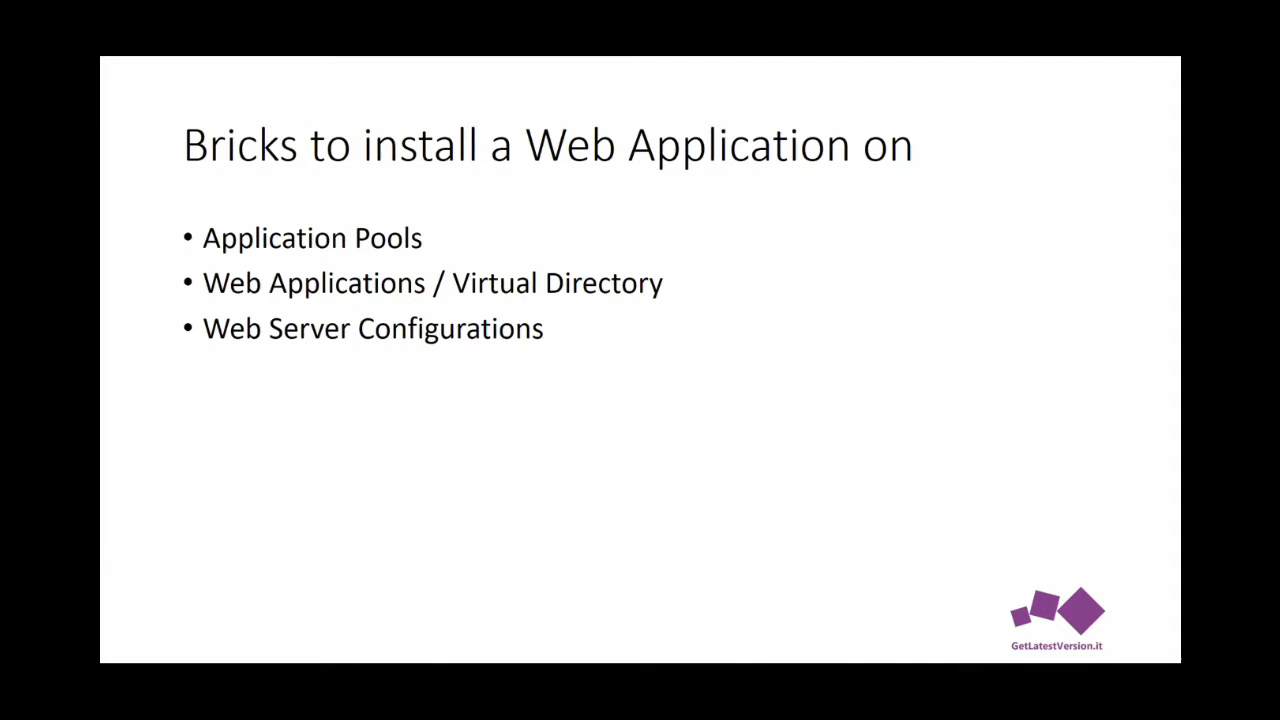 Bricks to install a Web Application on
• Application Pools
• Web Applications / Virtual Directory
• Web Server Configurations
GetLatestVersion.it